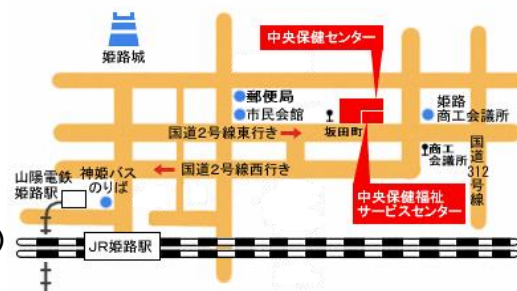 姫路城
中央保健センター
郵便局
市民会館
坂田町
姫路
商工会議所
国道2号線東行き
商工
会議所
国道312号線
国道2号線西行き
山陽電鉄
姫路駅
神姫バス
のりば
中央保健福祉
サービスセンター
JR姫路駅